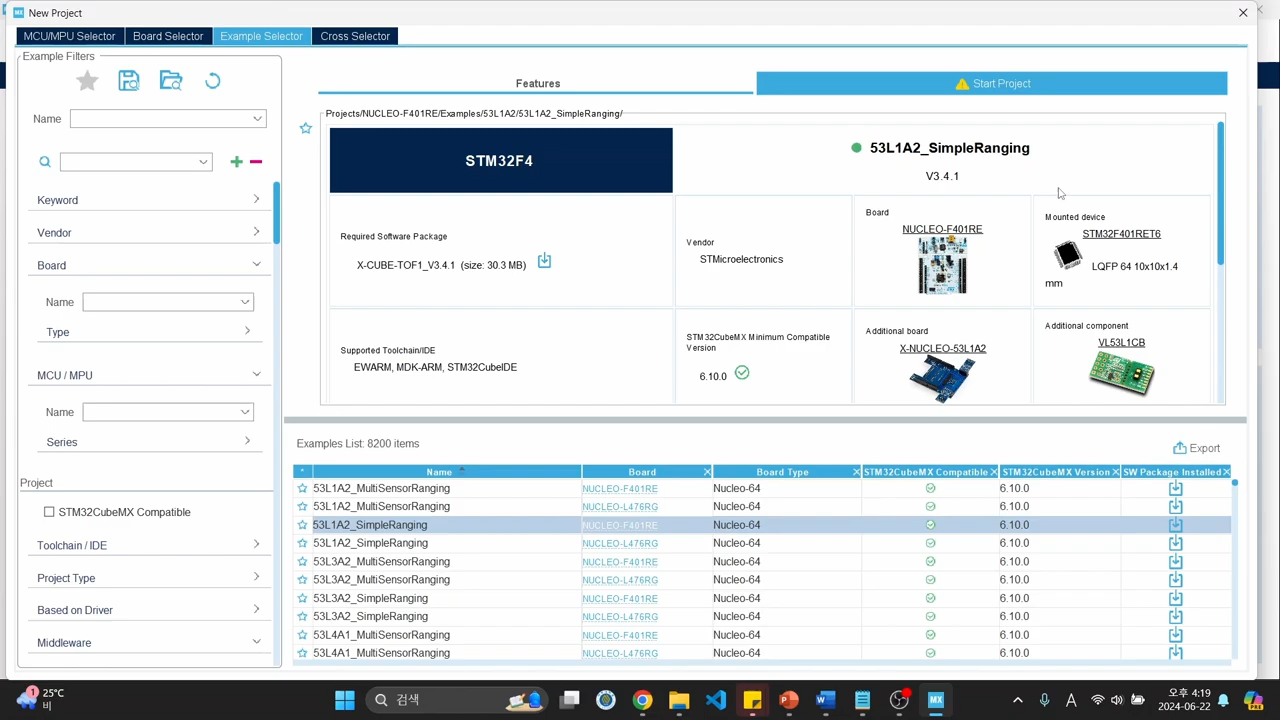 New Project
MCU/MPU Selector Board Selector Example Selector Cross Selector
Example Filters
Name
Keyword
Vendor
Board
Name
Type
MCU / MPU
Name
Series
Project
STM32CubeMX Compatible
Toolchain / IDE
Project Type
Based on Driver
Middleware
Features
Start Project
Projects/NUCLEO-F401RE/Examples/53L1A2/53L1A2_SimpleRanging/
STM32F4
53L1A2_SimpleRanging
V3.4.1
Required Software Package
X-CUBE-TOF1_V3.4.1 (size: 30.3 MB)
Vendor
STMicroelectronics
Board
NUCLEO-F401RE
Mounted device
STM32F401RET6
LQFP 64 10x10x1.4
mm
Supported Toolchain/IDE
EWARM, MDK-ARM, STM32CubeIDE
STM32CubeMX Minimum Compatible
Version
6.10.0
Additional board
X-NUCLEO-53L1A2
Additional component
VL53L1CB
Examples List: 8200 items
Export
* Name Board Board Type STM32CubeMX Compatible STM32CubeMX Version SW Package Installed
53L1A2_MultiSensorRanging NUCLEO-F401RE Nucleo-64 6.10.0
53L1A2_MultiSensorRanging NUCLEO-L476RG Nucleo-64 6.10.0
53L1A2_SimpleRanging NUCLEO-F401RE Nucleo-64 6.10.0
53L1A2_SimpleRanging NUCLEO-L476RG Nucleo-64 6.10.0
53L3A2_MultiSensorRanging NUCLEO-F401RE Nucleo-64 6.10.0
53L3A2_MultiSensorRanging NUCLEO-L476RG Nucleo-64 6.10.0
53L3A2_SimpleRanging NUCLEO-F401RE Nucleo-64 6.10.0
53L3A2_SimpleRanging NUCLEO-L476RG Nucleo-64 6.10.0
53L4A1_MultiSensorRanging NUCLEO-F401RE Nucleo-64 6.10.0
53L4A1_MultiSensorRanging NUCLEO-L476RG Nucleo-64 6.10.0
1
25°C
비
검색
A
오후 4:19
2024-06-22